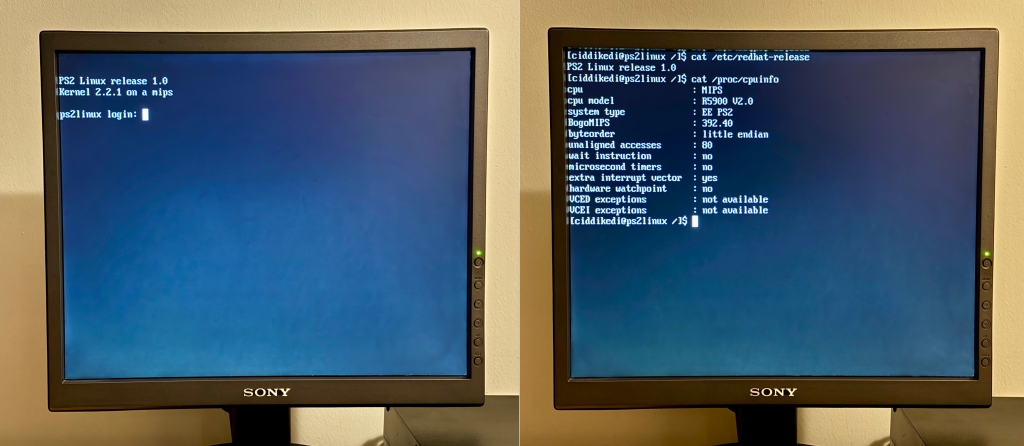 PS2 Linux release 1.0
Kernel 2.2.1 on a mips
ps2linux login:
SONY
[ciddikedi@ps2linux /]$ cat /etc/redhat-release
PS2 Linux release 1.0
[ciddikedi@ps2linux /]$ cat /proc/cpuinfo
cpu : MIPS
cpu model : R5900 V2.0
system type : EE PS2
BogoMIPS : 392.40
byteorder : little endian
unaligned accesses : 80
wait instruction : no
microsecond timers : no
extra interrupt vector : yes
hardware watchpoint : no
VCED exceptions : not available
VCEI exceptions : not available
[ciddikedi@ps2linux /]$
SONY